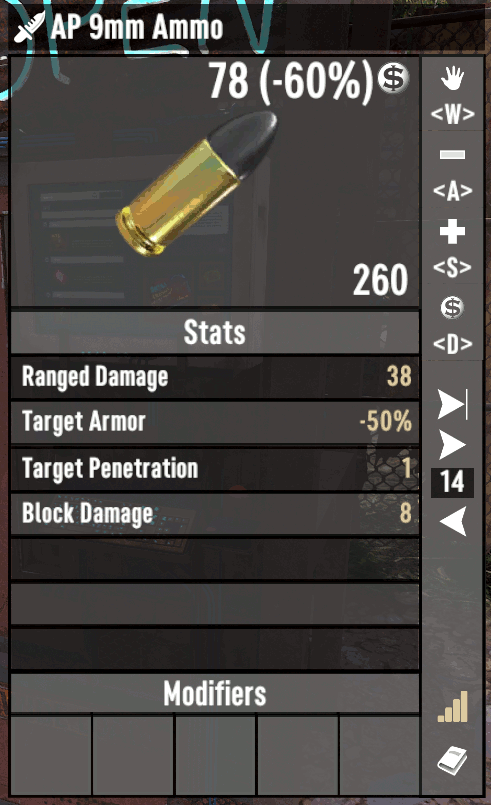 OPEN
AP 9mm Ammo
78 (-60%)
260
Stats
Ranged Damage 38
Target Armor -50%
Target Penetration 1
Block Damage 8
Modifiers
<W>
<A>
<S>
<D>
14